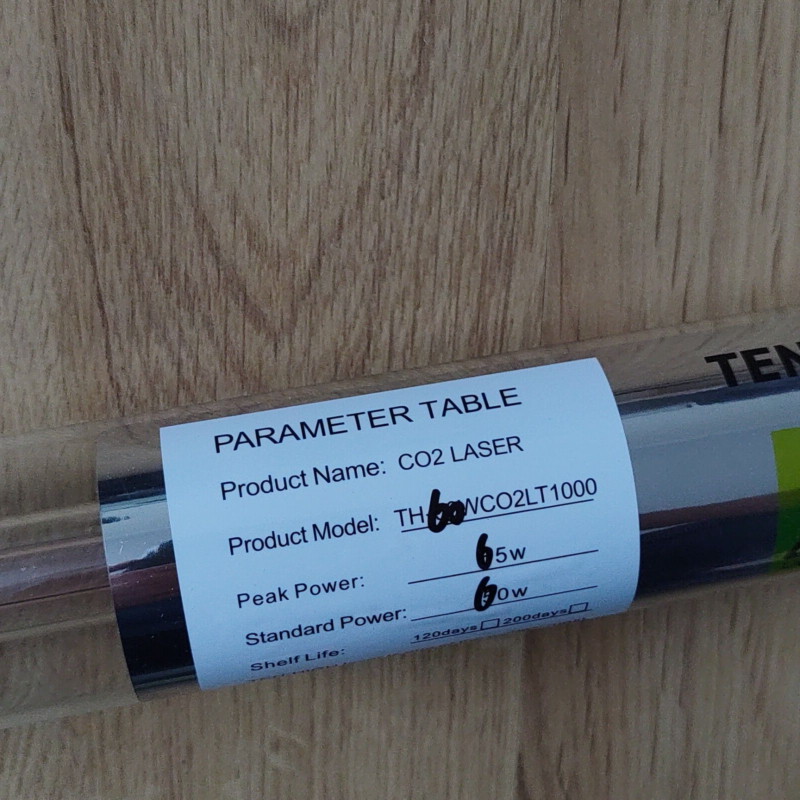 TEN
PARAMETER TABLE
Product Name: CO2 LASER
Product Model: TH-60WCO2LT1000
Peak Power: 65w
Standard Power: 60w
Shelf Life: 120days☐ 200days☐